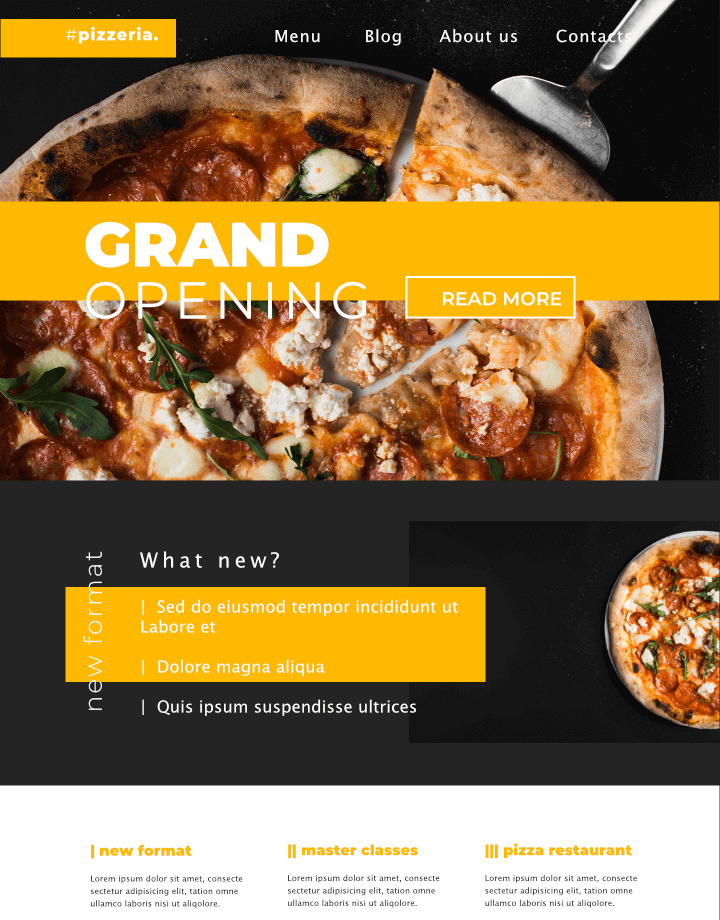 #pizzeria.
Menu Blog About us Contacts
GRAND
OPENING
READ MORE
new format
What new?
| Sed do eiusmod tempor incididunt ut
Labore et
| Dolore magna aliqua
| Quis ipsum suspendisse ultrices
| new format
Lorem ipsum dolor sit amet, consecte
sectetur adipisicing elit, tation omne
ullamco laboris nisi ut aliqolore.
|| master classes
Lorem ipsum dolor sit amet, consecte
sectetur adipisicing elit, tation omne
ullamco laboris nisi ut aliqolore.
||| pizza restaurant
Lorem ipsum dolor sit amet, consecte
sectetur adipisicing elit, tation omne
ullamco laboris nisi ut aliqolore.